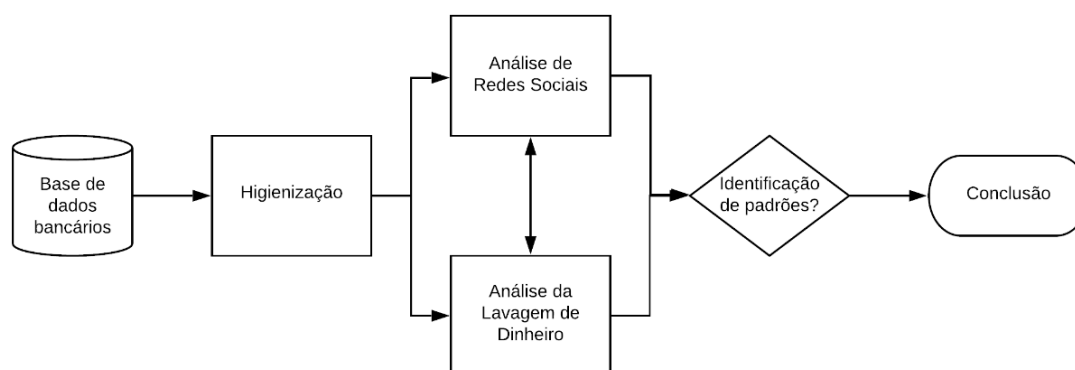 Base de
dados
bancários
Higienização
Análise de
Redes Sociais
Análise da
Lavagem de
Dinheiro
Identificação
de padrões?
Conclusão